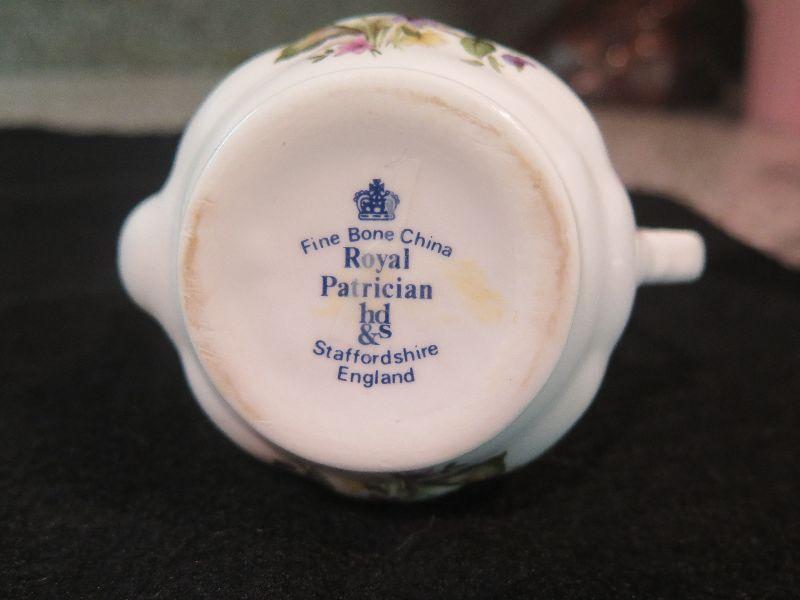 Fine Bone China
Royal
Patrician
hd
&s
Staffordshire
England